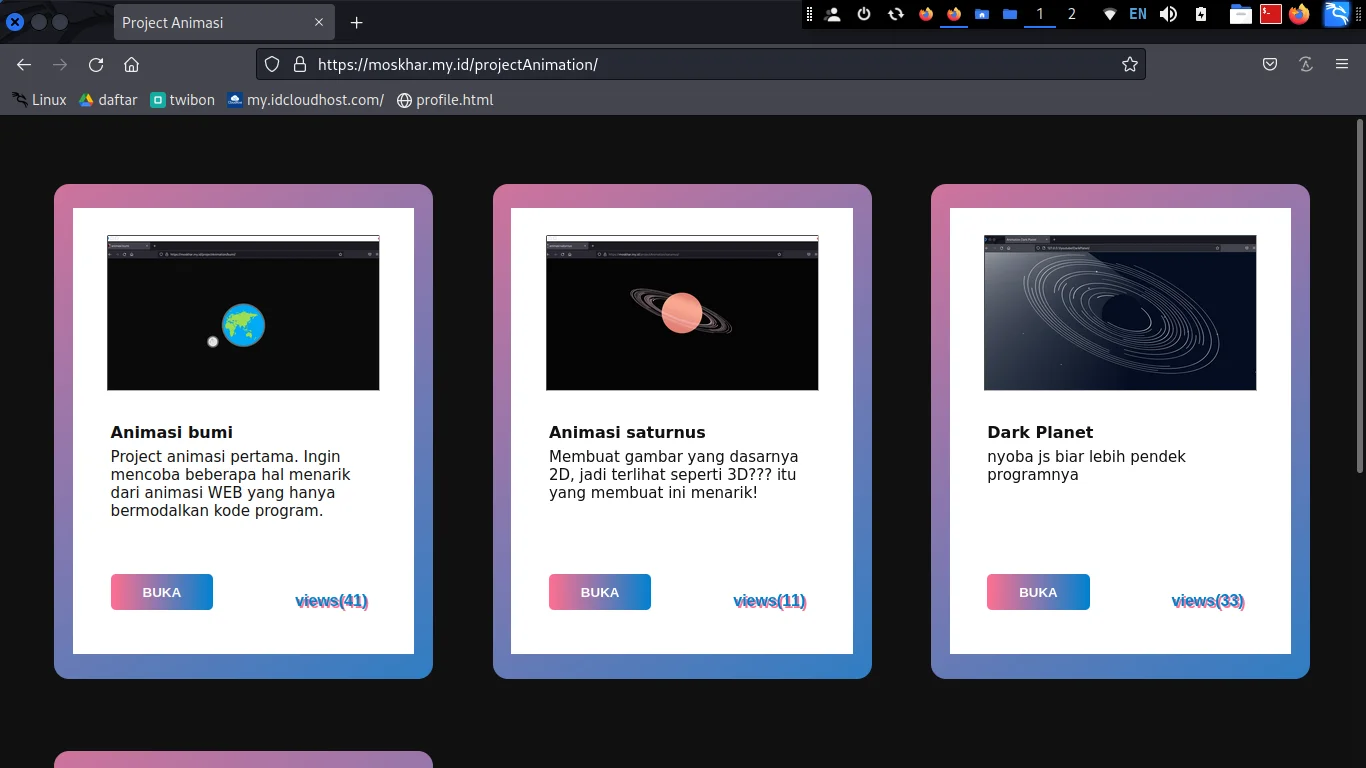 Project Animasi
1
2
EN
https://moskhar.my.id/projectAnimation/
Linux
daftar
twibon
my.idcloudhost.com/
profile.html
Animasi bumi
Project animasi pertama. Ingin
mencoba beberapa hal menarik
dari animasi WEB yang hanya
bermodalkan kode program.
BUKA
views(41)
Animasi saturnus
Membuat gambar yang dasarnya
2D, jadi terlihat seperti 3D??? itu
yang membuat ini menarik!
BUKA
views(11)
Dark Planet
nyoba js biar lebih pendek
programnya
BUKA
views(33)